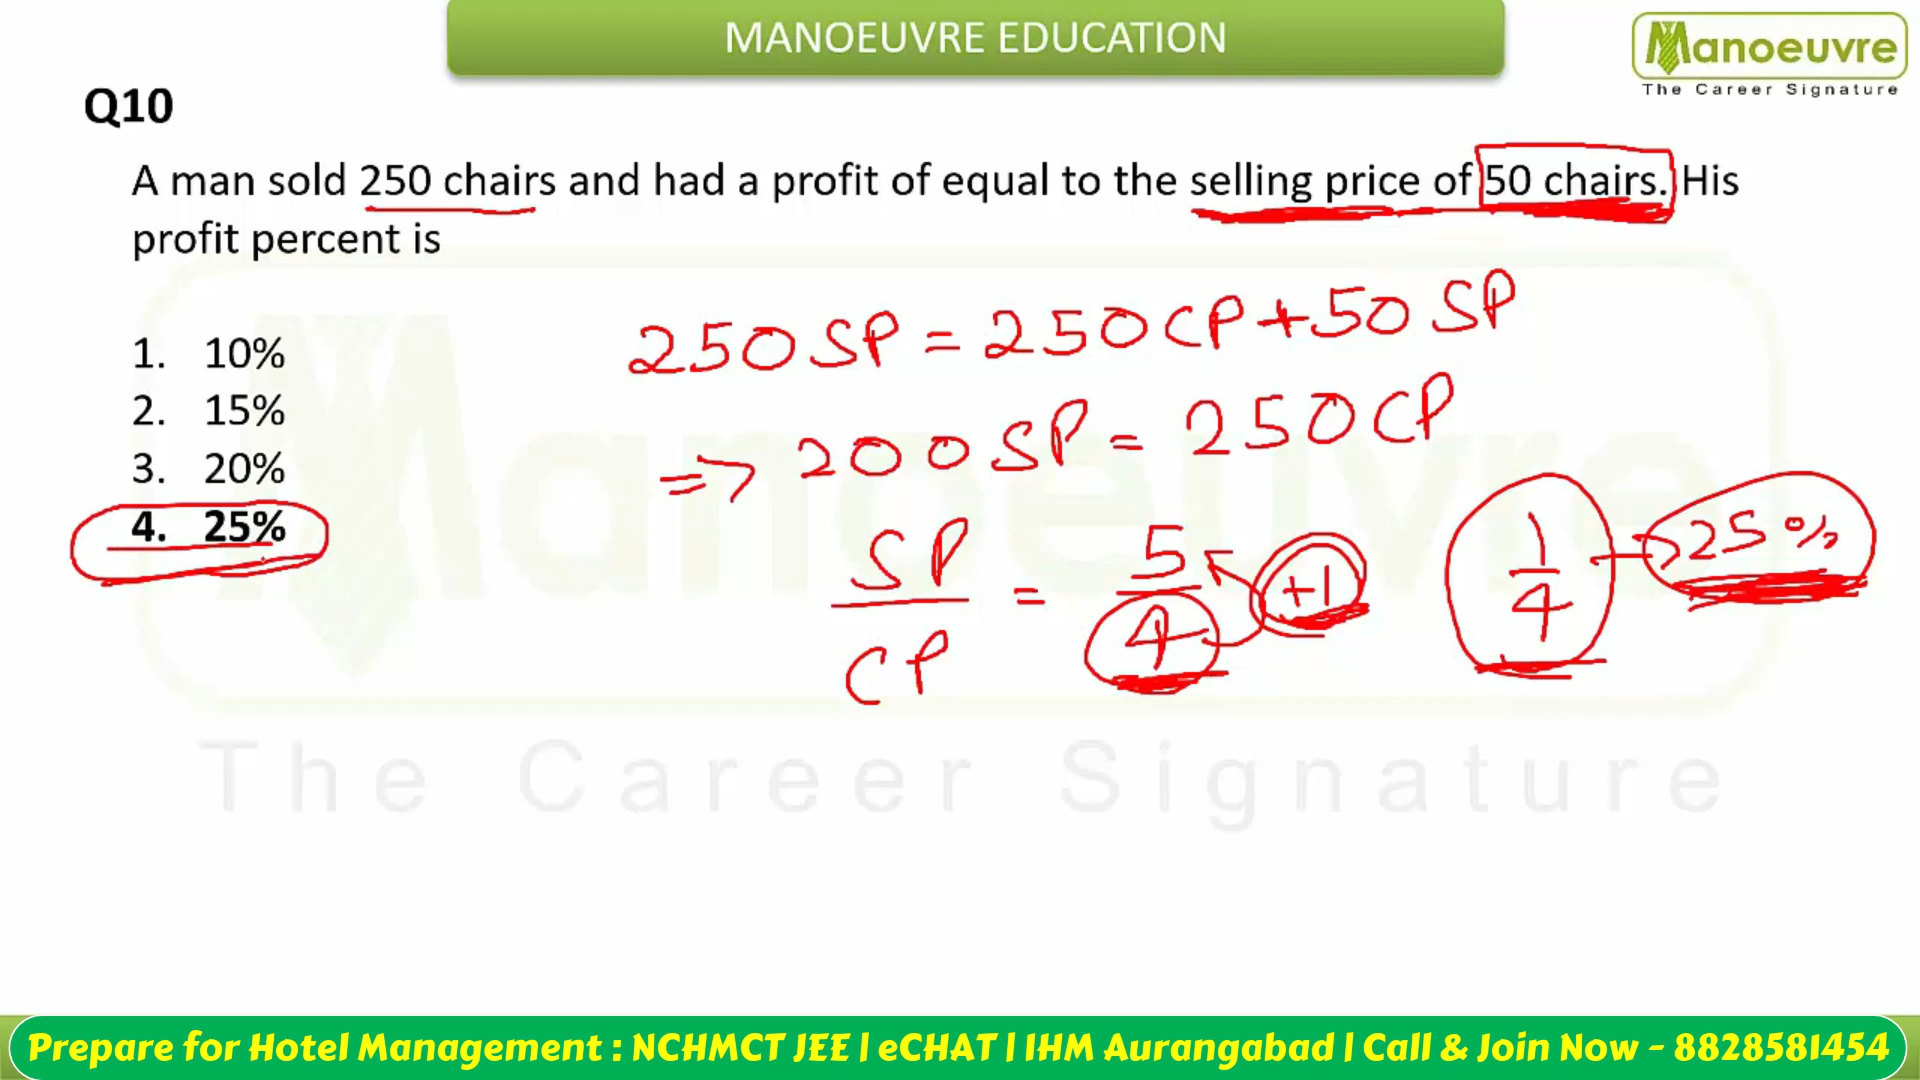 MANOEUVRE EDUCATION
Manoeuvre
The Career Signature
Q10
A man sold 250 chairs and had a profit of equal to the selling price of 50 chairs. His
profit percent is
250 SP = 250 CP + 50 SP
1. 10%
2. 15%
=> 200 SP = 250 CP
3. 20%
4. 25%
SP/CP = 5/4 +1 1/4 → 25%
Manoeuvre
The Career Signature
Prepare for Hotel Management : NCHMCT JEE | eCHAT | IHM Aurangabad | Call & Join Now - 8828581454